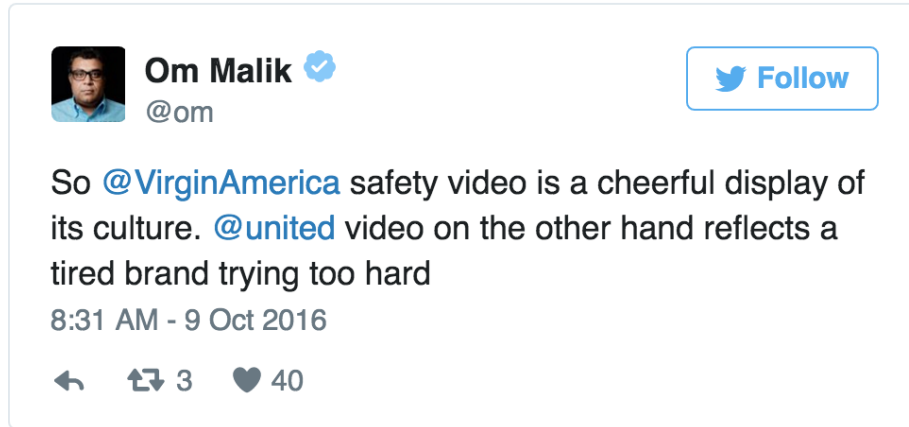 Om Malik
@om
Follow
So @VirginAmerica safety video is a cheerful display of
its culture. @united video on the other hand reflects a
tired brand trying too hard
8:31 AM - 9 Oct 2016
3 40